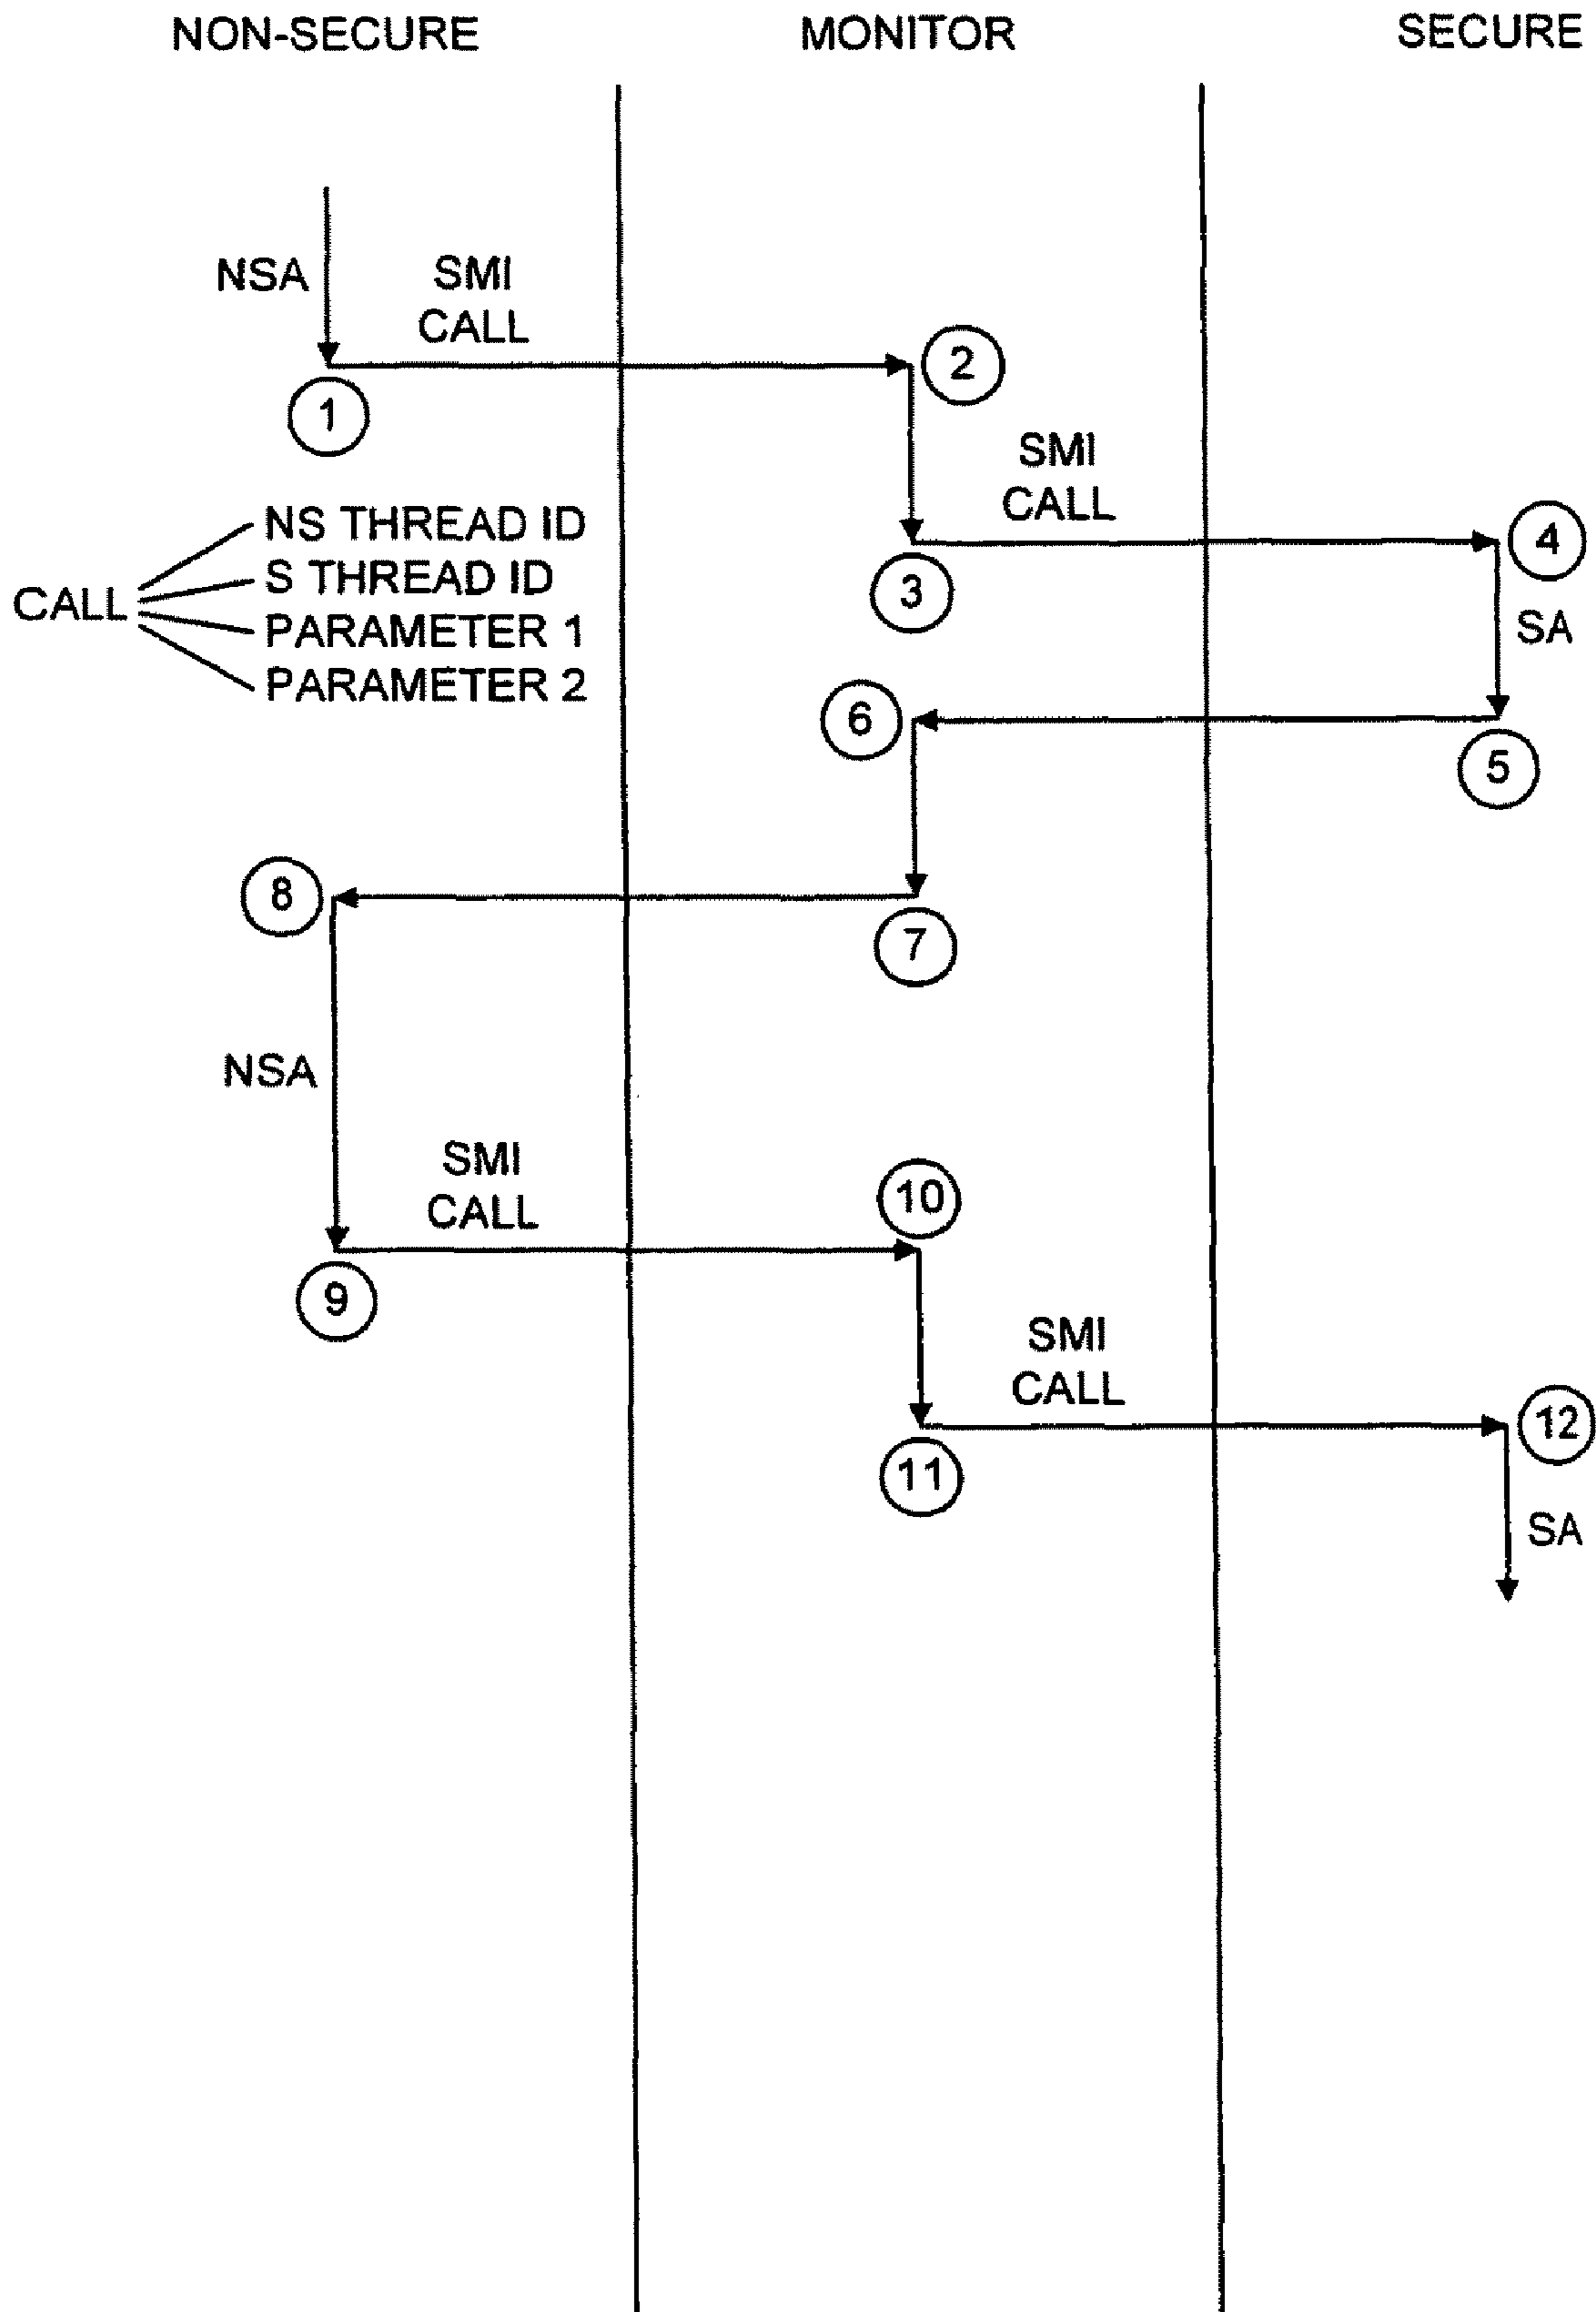 NON-SECURE
MONITOR
SECURE
NSA
SMI
CALL
2
1
SMI
CALL
4
3
CALL
NS THREAD ID
S THREAD ID
PARAMETER 1
PARAMETER 2
SA
6
5
8
7
NSA
SMI
CALL
10
9
SMI
CALL
12
11
SA